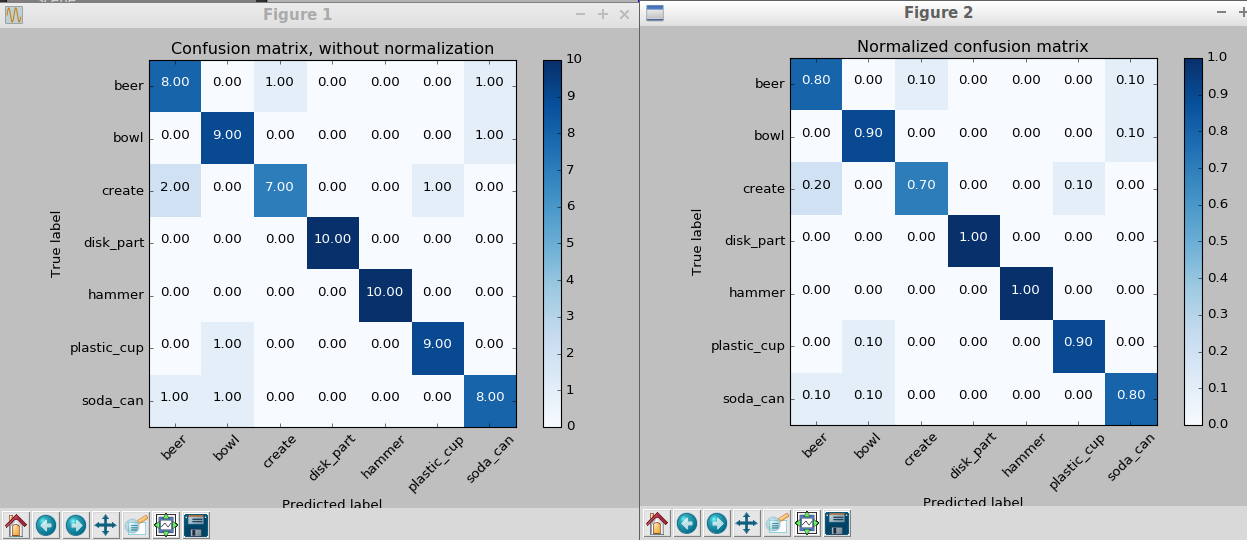 Figure 1
Confusion matrix, without normalization
beer 8.00 0.00 1.00 0.00 0.00 0.00 1.00
bowl 0.00 9.00 0.00 0.00 0.00 0.00 1.00
create 2.00 0.00 7.00 0.00 0.00 1.00 0.00
disk_part 0.00 0.00 0.00 10.00 0.00 0.00 0.00
hammer 0.00 0.00 0.00 0.00 10.00 0.00 0.00
plastic_cup 0.00 1.00 0.00 0.00 0.00 9.00 0.00
soda_can 1.00 1.00 0.00 0.00 0.00 0.00 8.00
True label
beer bowl create disk_part hammer plastic_cup soda_can
Predicted label
10
9
8
7
6
5
4
3
2
1
0
Figure 2
Normalized confusion matrix
beer 0.80 0.00 0.10 0.00 0.00 0.00 0.10
bowl 0.00 0.90 0.00 0.00 0.00 0.00 0.10
create 0.20 0.00 0.70 0.00 0.00 0.10 0.00
disk_part 0.00 0.00 0.00 1.00 0.00 0.00 0.00
hammer 0.00 0.00 0.00 0.00 1.00 0.00 0.00
plastic_cup 0.00 0.10 0.00 0.00 0.00 0.90 0.00
soda_can 0.10 0.10 0.00 0.00 0.00 0.00 0.80
True label
beer bowl create disk_part hammer plastic_cup soda_can
Predicted label
1.0
0.9
0.8
0.7
0.6
0.5
0.4
0.3
0.2
0.1
0.0